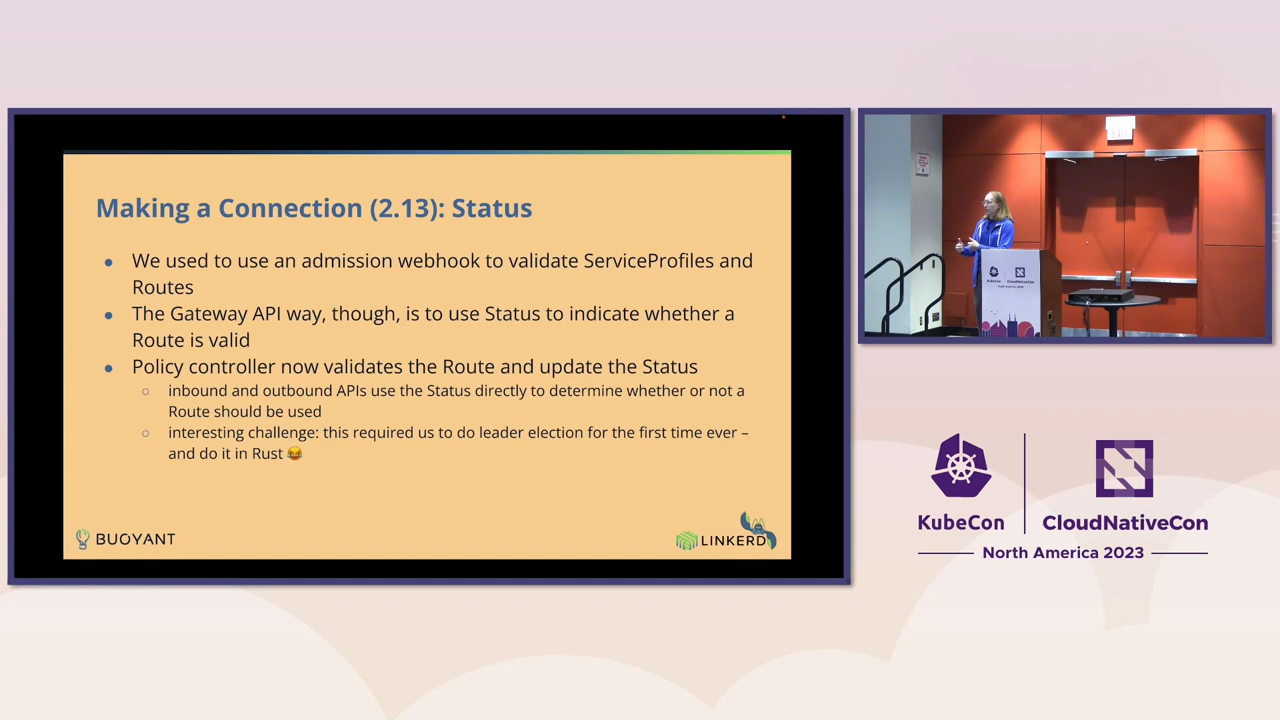 Making a Connection (2.13): Status
● We used to use an admission webhook to validate ServiceProfiles and
Routes
● The Gateway API way, though, is to use Status to indicate whether a
Route is valid
● Policy controller now validates the Route and update the Status
○ inbound and outbound APIs use the Status directly to determine whether or not a
Route should be used
○ interesting challenge: this required us to do leader election for the first time ever –
and do it in Rust 😂
BUOYANT
LINKERD
KubeCon
CloudNativeCon
KubeCon
CloudNativeCon
North America 2023